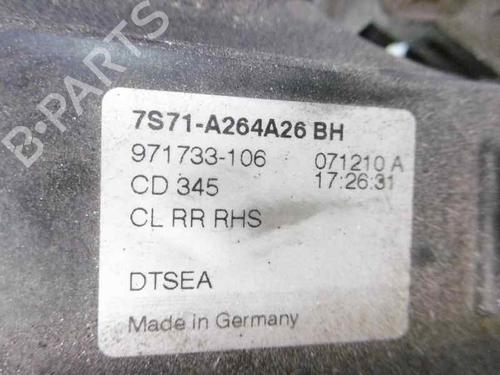 B-PARTS
7S71-A264A26 BH
971733-106 071210 A
CD 345 17:26:31
CL RR RHS
DTSEA
Made in Germany